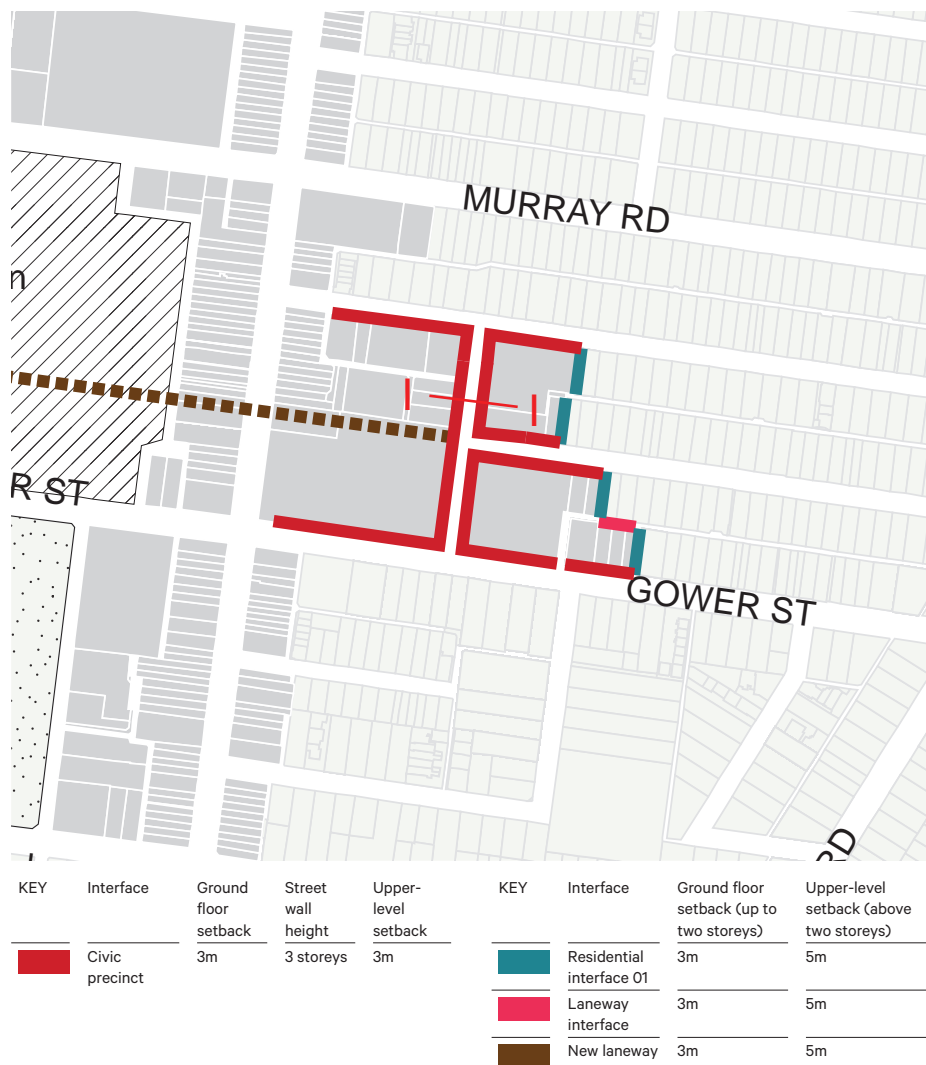 MURRAY RD
n
R ST
GOWER ST
RD
KEY Interface Ground floor setback Street wall height Upper-level setback
Civic precinct 3m 3 storeys 3m
KEY Interface Ground floor setback (up to two storeys) Upper-level setback (above two storeys)
Residential interface 01 3m 5m
Laneway interface 3m 5m
New laneway 3m 5m